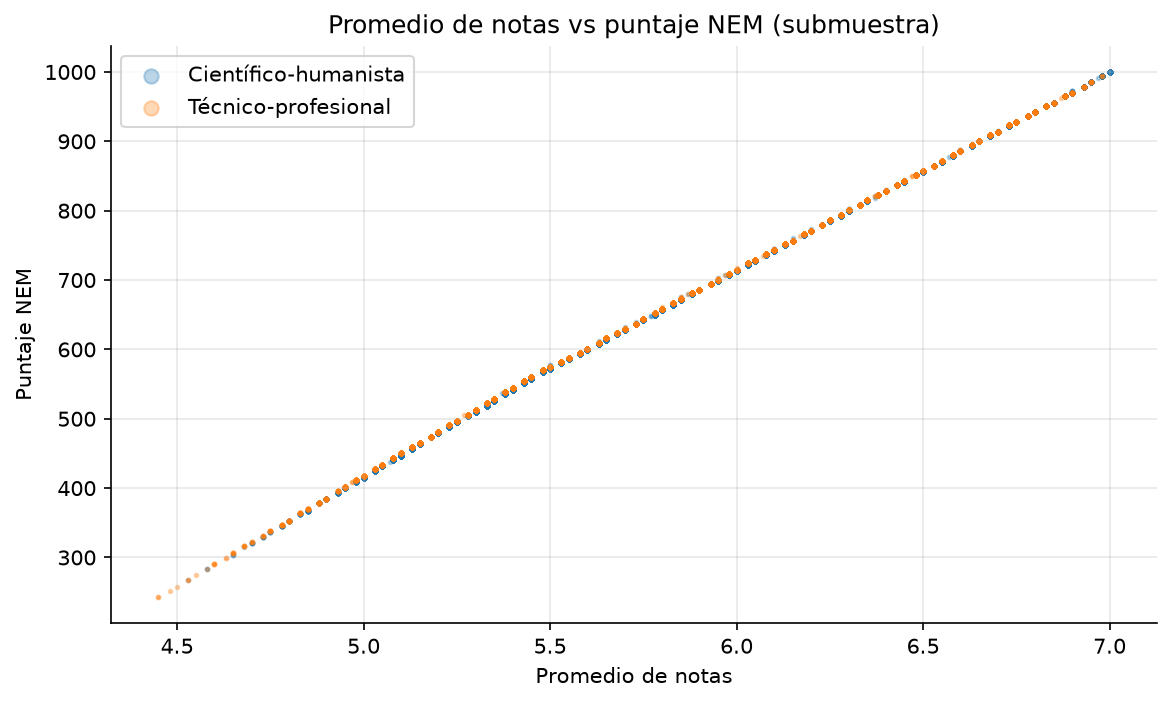 Promedio de notas vs puntaje NEM (submuestra)
Científico-humanista
Técnico-profesional
Puntaje NEM
1000
900
800
700
600
500
400
300
4.5 5.0 5.5 6.0 6.5 7.0
Promedio de notas